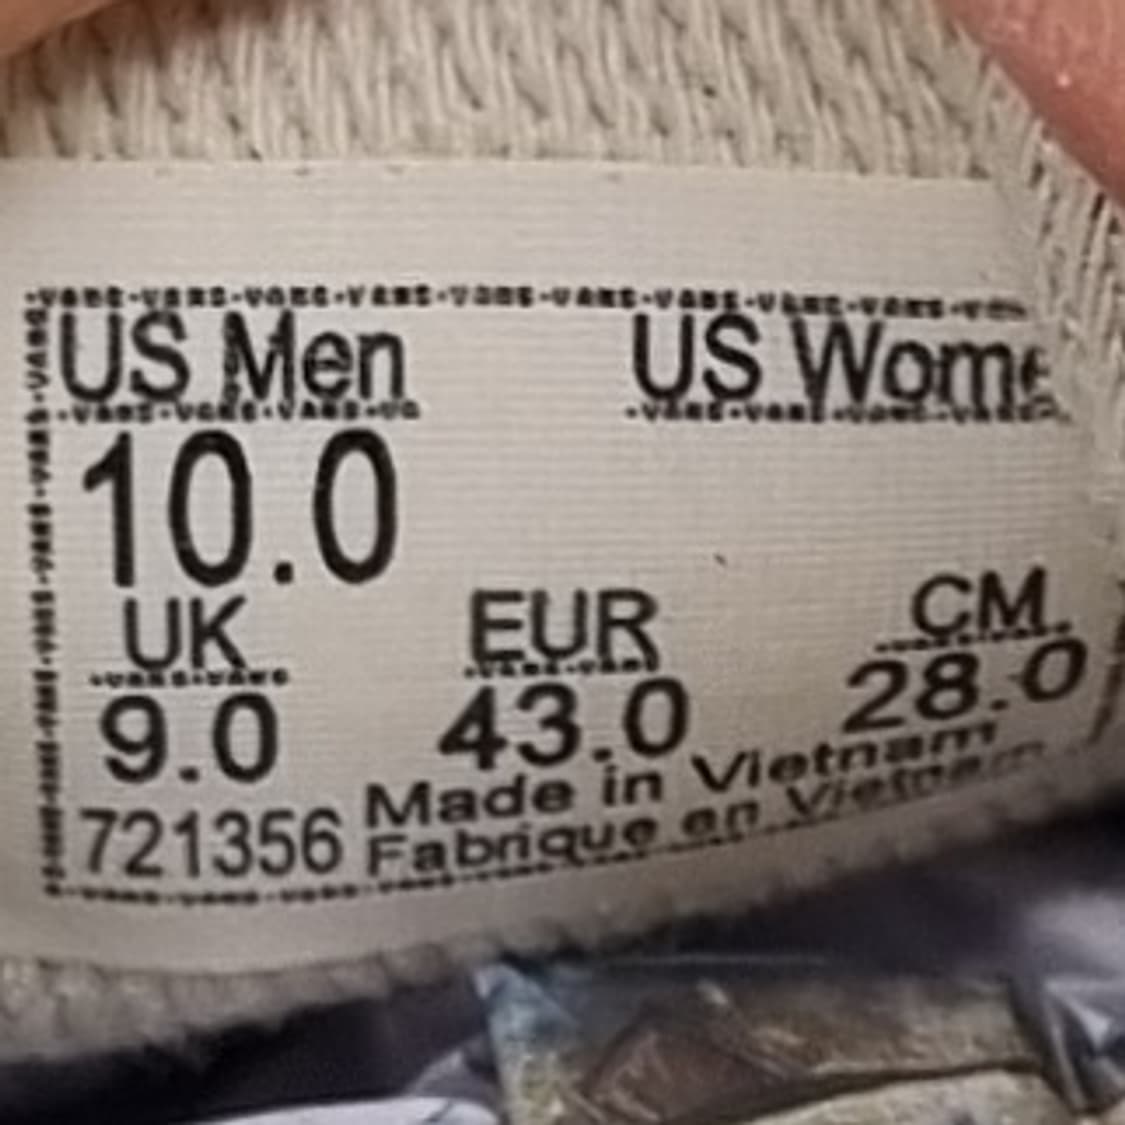 US Men US Wome
10.0
UK EUR CM
9.0 43.0 28.0
721356 Made in Vietnam
Fabrique en Vietnam